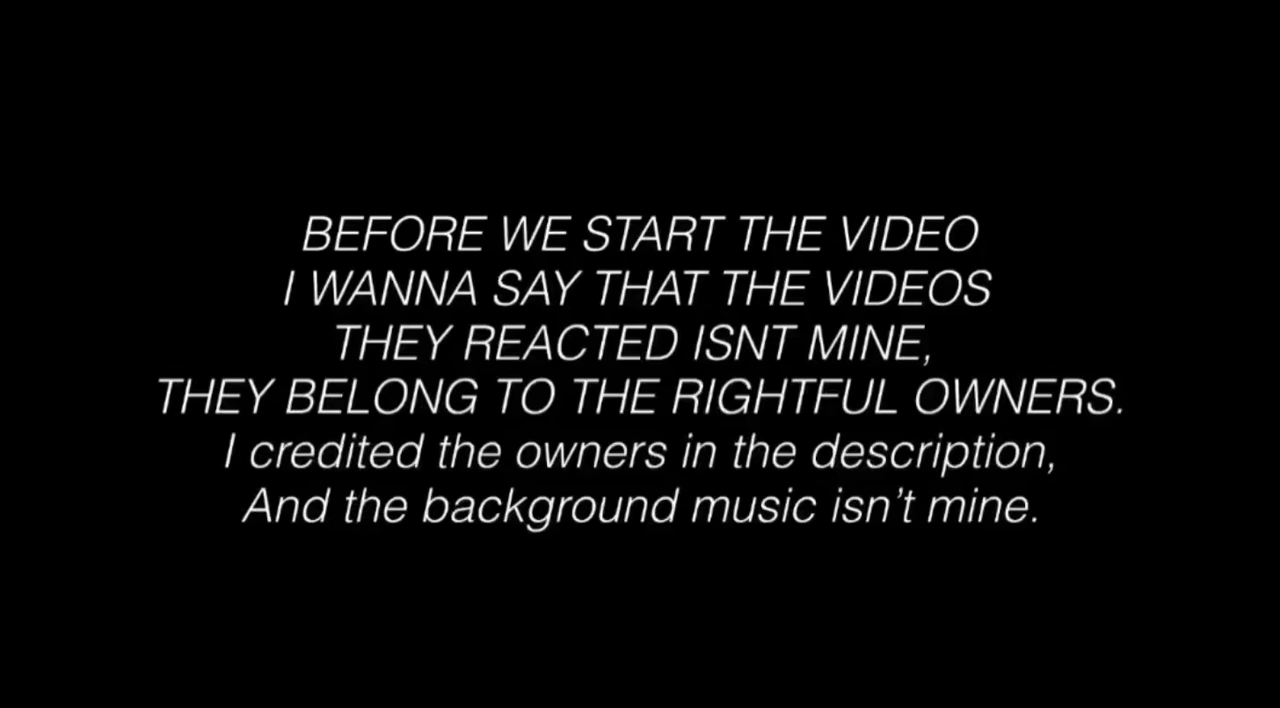 BEFORE WE START THE VIDEO
I WANNA SAY THAT THE VIDEOS
THEY REACTED ISNT MINE,
THEY BELONG TO THE RIGHTFUL OWNERS.
I credited the owners in the description,
And the background music isn’t mine.